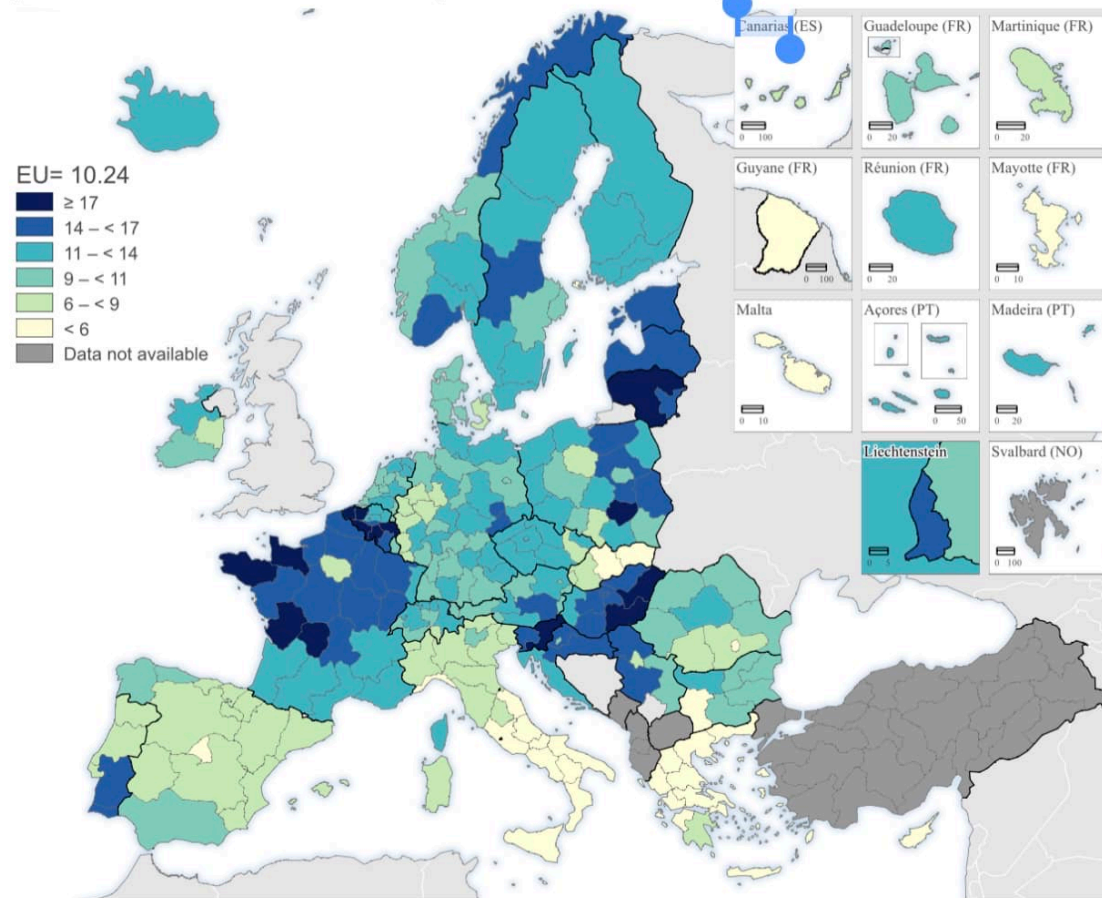 Canarias (ES)
0 100
Guadeloupe (FR)
0 20
Martinique (FR)
0 20
EU= 10.24
≥ 17
14 – < 17
11 – < 14
9 – < 11
6 – < 9
< 6
Data not available
Guyane (FR)
0 100
Réunion (FR)
0 20
Mayotte (FR)
0 10
Malta
0 10
Açores (PT)
0 50
Madeira (PT)
0 20
Liechtenstein
0 5
Svalbard (NO)
0 100